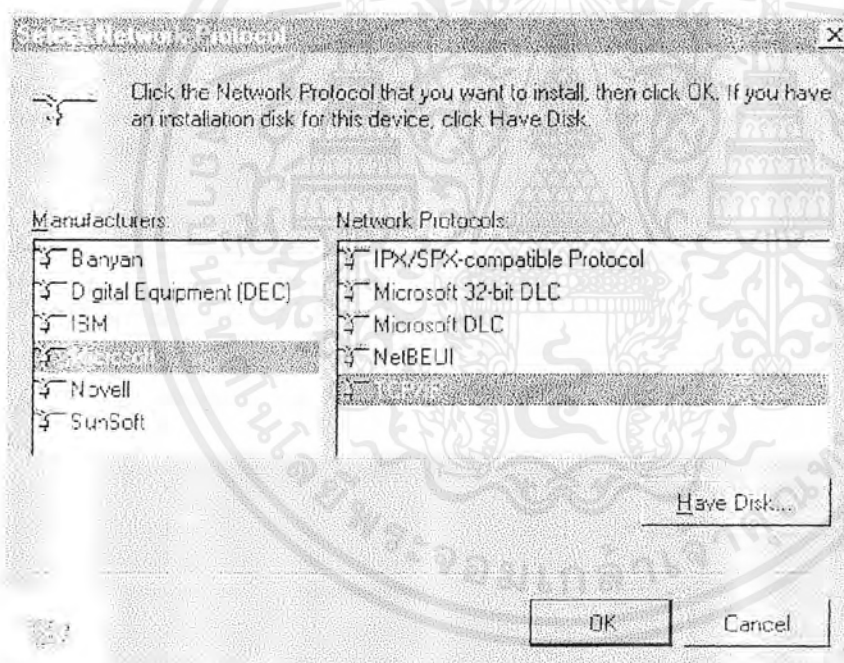 Select Network Protocol
Click the Network Protocol that you want to install, then click OK. If you have
an installation disk for this device, click Have Disk.
Manufacturers:
Network Protocols:
Banyan
Digital Equipment (DEC)
IBM
Microsoft
Novell
SunSoft
IPX/SPX-compatible Protocol
Microsoft 32-bit DLC
Microsoft DLC
NetBEUI
TCP/IP
Have Disk...
OK
Cancel